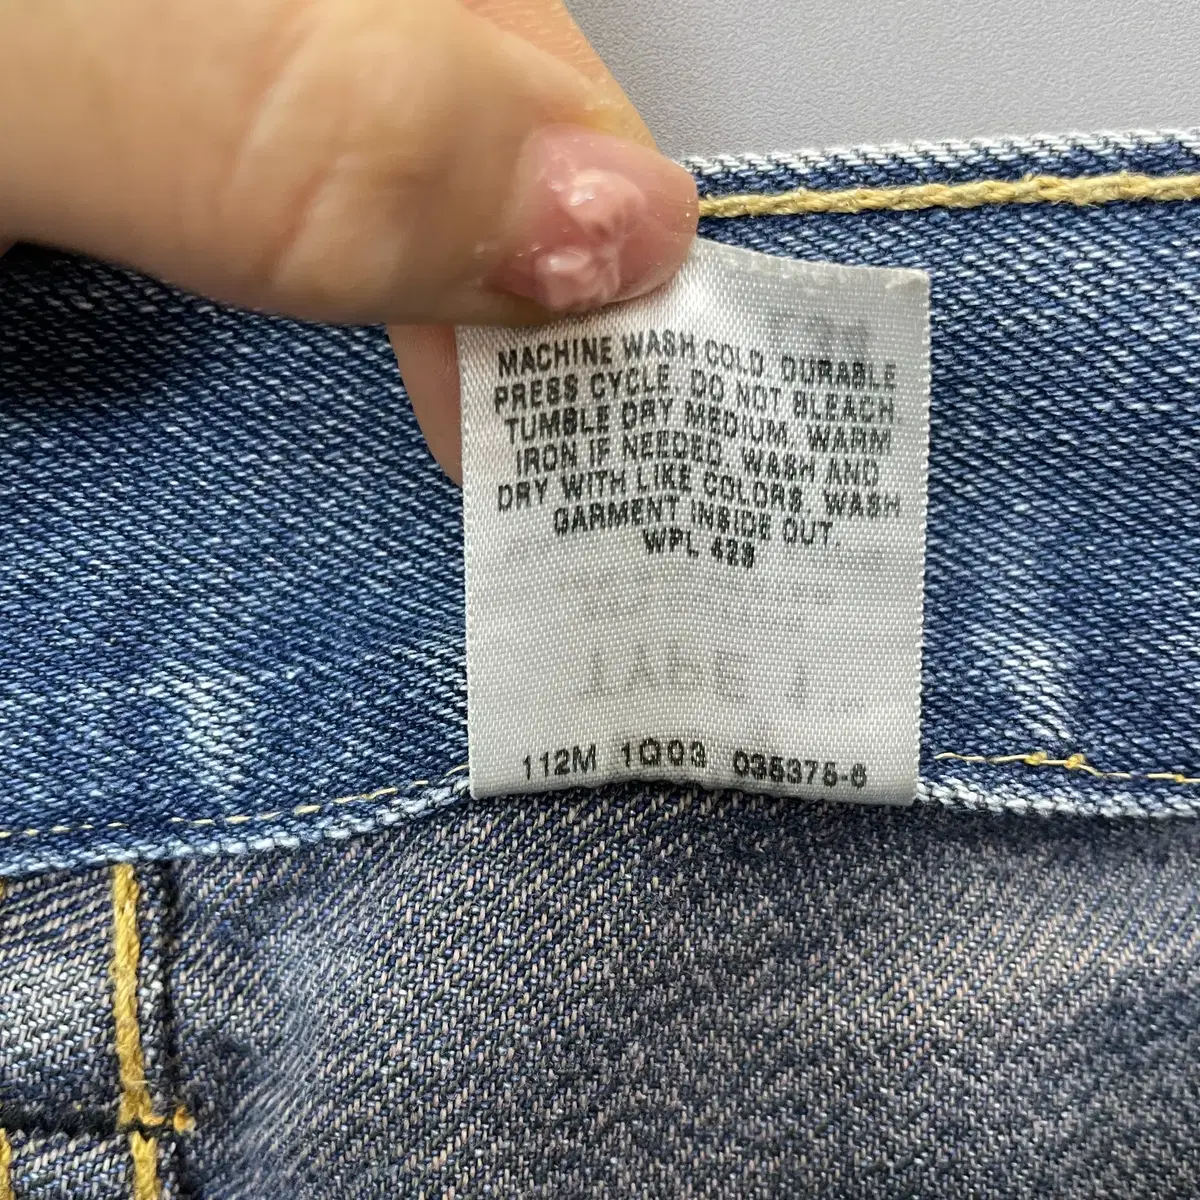 MACHINE WASH COLD. DURABLE
PRESS CYCLE. DO NOT BLEACH
TUMBLE DRY MEDIUM. WARM
IRON IF NEEDED. WASH AND
DRY WITH LIKE COLORS. WASH
GARMENT INSIDE OUT.
WPL 423
112M 1Q03 035375-6